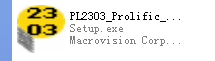 23
03
PL2303_Prolific_...
Setup.exe
Macrovision Corp...